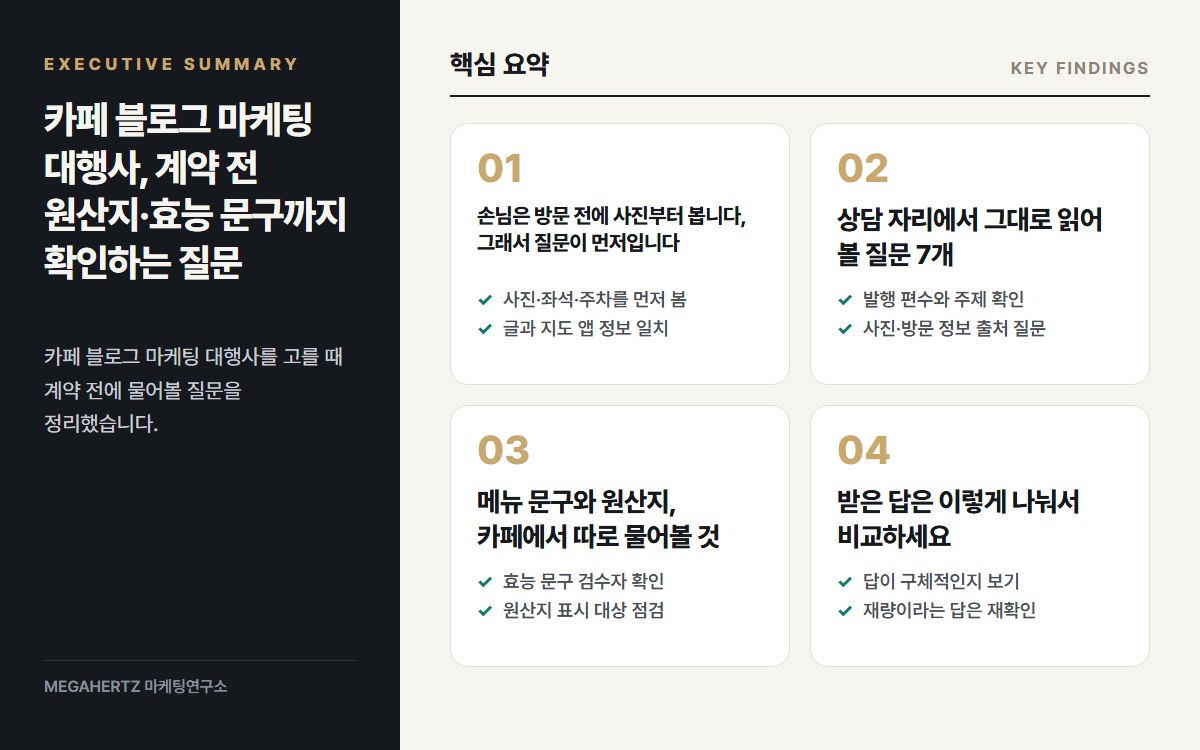 EXECUTIVE SUMMARY
카페 블로그 마케팅
대행사, 계약 전
원산지·효능 문구까지
확인하는 질문
카페 블로그 마케팅 대행사를 고를 때
계약 전에 물어볼 질문을
정리했습니다.
MEGAHERTZ 마케팅연구소
핵심 요약
KEY FINDINGS
01
손님은 방문 전에 사진부터 봅니다,
그래서 질문이 먼저입니다
사진·좌석·주차를 먼저 봄
글과 지도 앱 정보 일치
02
상담 자리에서 그대로 읽어
볼 질문 7개
발행 편수와 주제 확인
사진·방문 정보 출처 질문
03
메뉴 문구와 원산지,
카페에서 따로 물어볼 것
효능 문구 검수자 확인
원산지 표시 대상 점검
04
받은 답은 이렇게 나눠서
비교하세요
답이 구체적인지 보기
재량이라는 답은 재확인